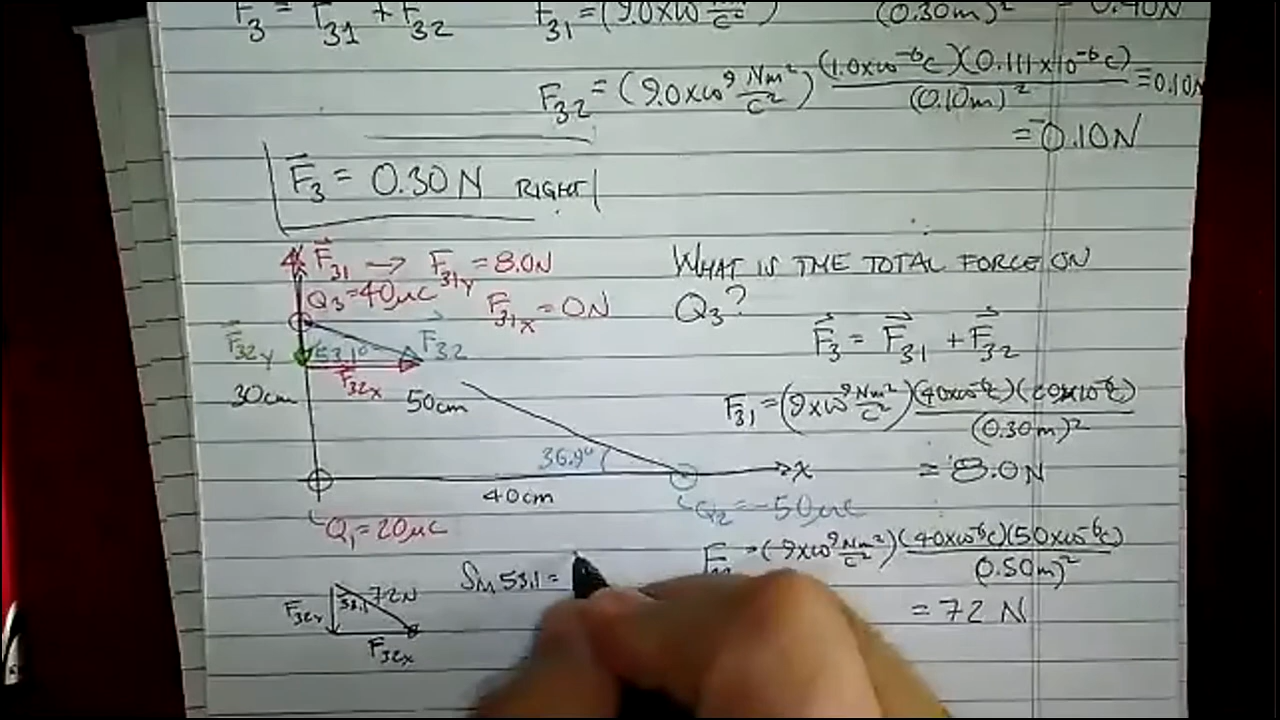 F₃ = F₃₁ + F₃₂ F₃₁ = (9.0x10⁹ Nm²/C²) (0.30m)² = 0.40N
F₃₂ = (9.0x10⁹ Nm²/C²) (1.0x10⁻⁶C)(0.111x10⁻⁶C)/(0.10m)² = 0.10N
= 0.10N
F₃ = 0.30N RIGHT
F₃₁ → F₃₁y = 8.0N
WHAT IS THE TOTAL FORCE ON
Q₃ = 40μC F₃₁x = 0N
Q₃?
F₃ = F₃₁ + F₃₂
F₃₂y 53.1° F₃₂
F₃₂x
30cm 50cm
F₃₁ = (9x10⁹ Nm²/C²) (40x10⁻⁶C)(20x10⁻⁶C)/(0.30m)²
36.9° x
= 8.0N
40cm
Q₁ = 20μC
Q₂ = -50μC
= (9x10⁹ Nm²/C²) (40x10⁻⁶C)(50x10⁻⁶C)/(0.50m)²
Sin 53.1 =
F₃₂y 53.1 72N
= 72 N
F₃₂x